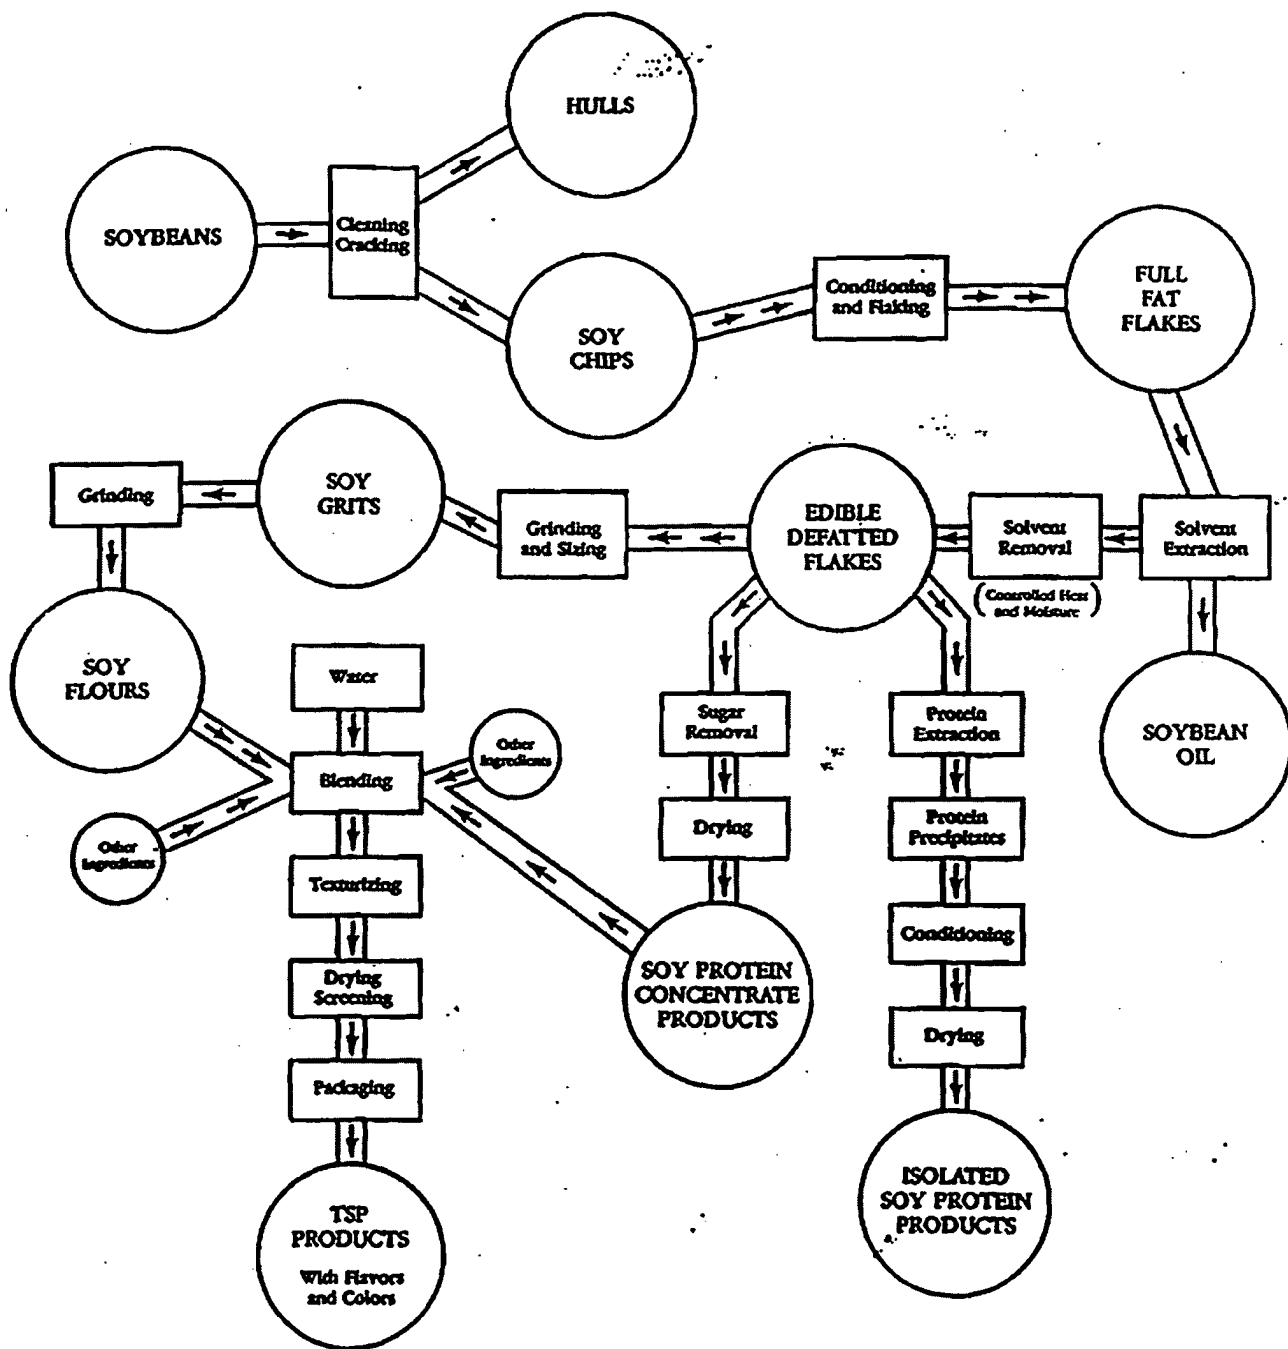 HULLS
SOYBEANS
Cleaning
Cracking
SOY
CHIPS
Conditioning
and Flaking
FULL
FAT
FLAKES
Grinding
SOY
GRITS
Grinding
and Sizing
EDIBLE
DEFATTED
FLAKES
Solvent
Removal
(Controlled Heat
and Moisture)
Solvent
Extraction
SOY
FLOURS
Water
Blending
Other
Ingredients
Other
Ingredients
Texturizing
Drying
Screening
Packaging
TSP
PRODUCTS
With Flavors
and Colors
Sugar
Removal
Drying
SOY PROTEIN
CONCENTRATE
PRODUCTS
Protein
Extraction
Protein
Precipitates
Conditioning
Drying
ISOLATED
SOY PROTEIN
PRODUCTS
SOYBEAN
OIL